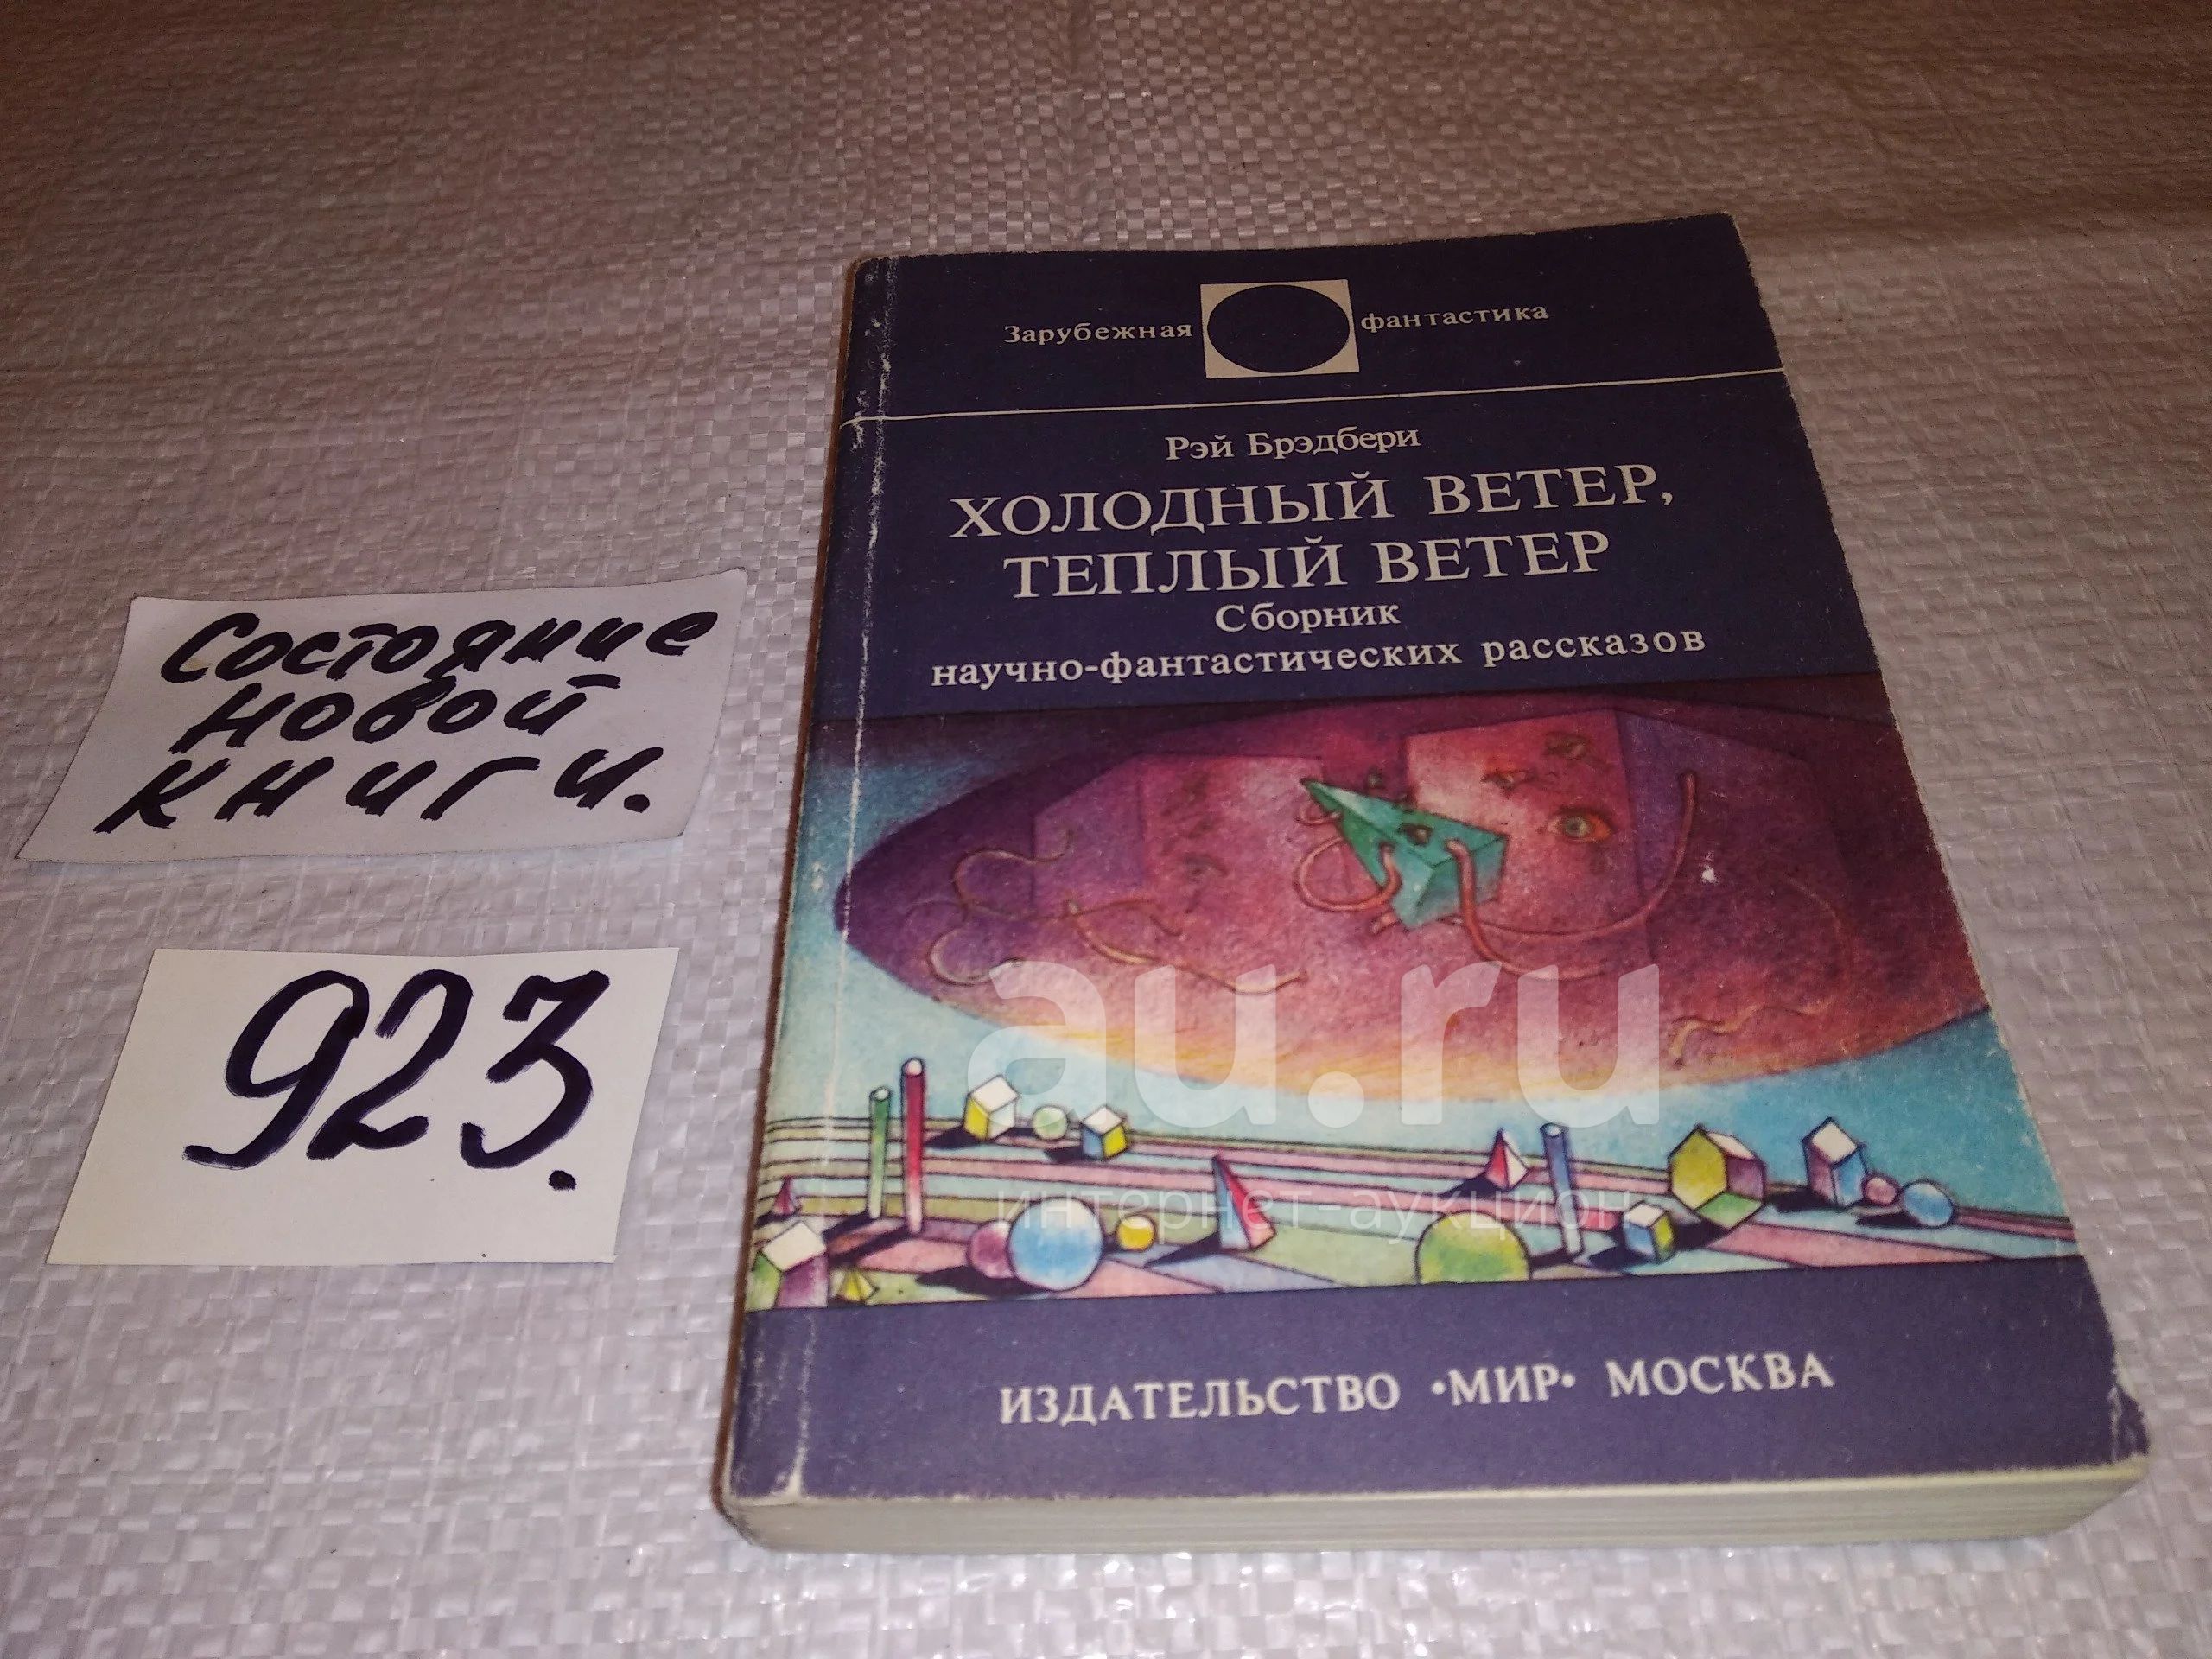 Зарубежная фантастика
Рэй Брэдбери
ХОЛОДНЫЙ ВЕТЕР,
ТЕПЛЫЙ ВЕТЕР
Сборник
научно-фантастических рассказов
ИЗДАТЕЛЬСТВО •МИР• МОСКВА
Состояние
новой
книги.
923.
au.ru
интернет-аукцион